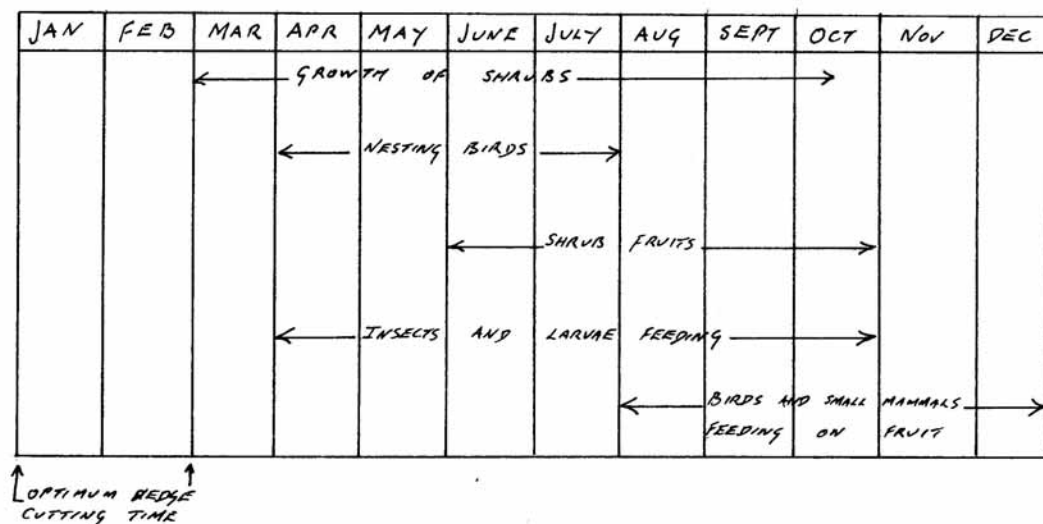 JAN FEB MAR APR MAY JUNE JULY AUG SEPT OCT NOV DEC
GROWTH OF SHRUBS
NESTING BIRDS
SHRUB FRUITS
INSECTS AND LARVAE FEEDING
BIRDS AND SMALL MAMMALS
FEEDING ON FRUIT
OPTIMUM HEDGE
CUTTING TIME